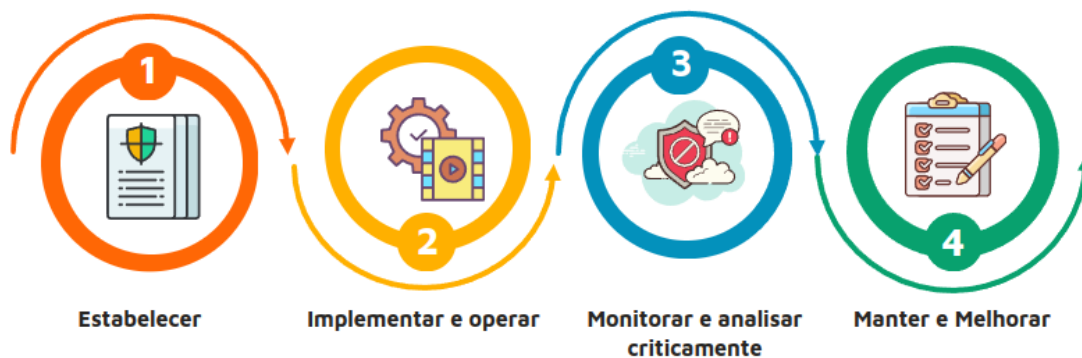 1
2
3
4
Estabelecer
Implementar e operar
Monitorar e analisar
criticamente
Manter e Melhorar